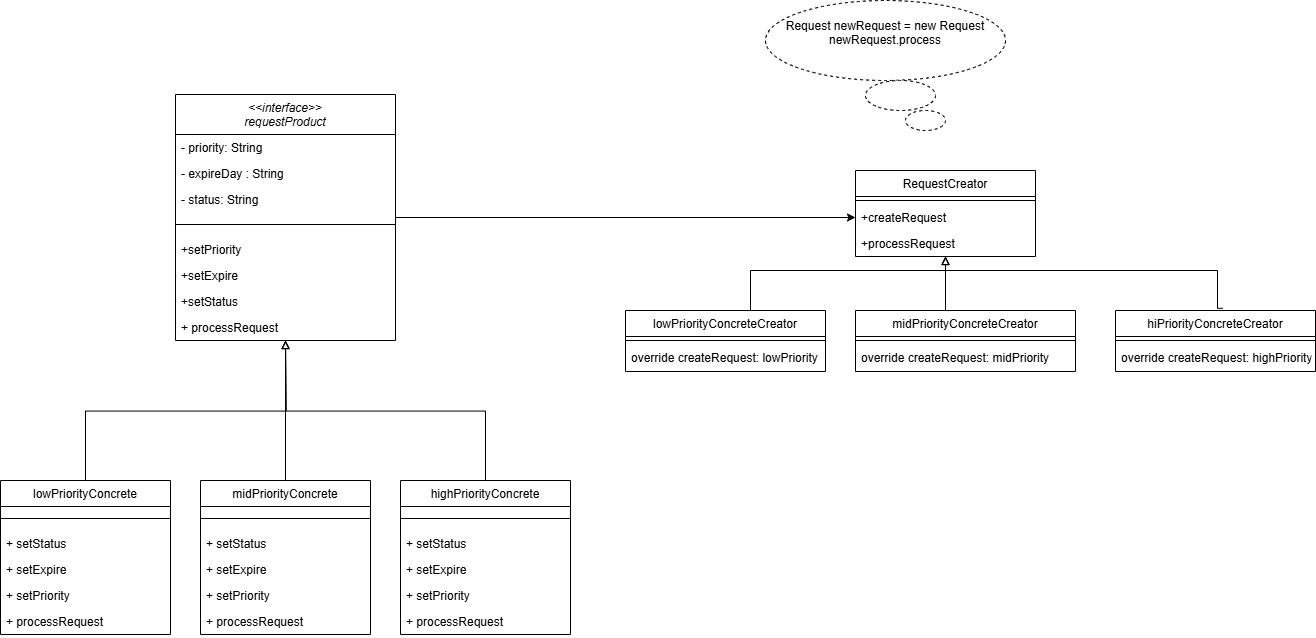 Request newRequest = new Request
newRequest.process
<<interface>>
requestProduct
- priority: String
- expireDay : String
- status: String
+setPriority
+setExpire
+setStatus
+ processRequest
RequestCreator
+createRequest
+processRequest
lowPriorityConcreteCreator
override createRequest: lowPriority
midPriorityConcreteCreator
override createRequest: midPriority
hiPriorityConcreteCreator
override createRequest: highPriority
lowPriorityConcrete
+ setStatus
+ setExpire
+ setPriority
+ processRequest
midPriorityConcrete
+ setStatus
+ setExpire
+ setPriority
+ processRequest
highPriorityConcrete
+ setStatus
+ setExpire
+ setPriority
+ processRequest